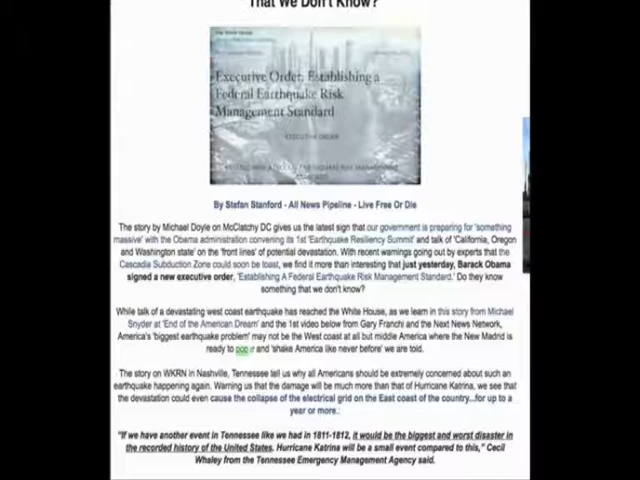 That We Don't Know?
Executive Order: Establishing a
Federal Earthquake Risk
Management Standard
EXECUTIVE ORDER
By Stefan Stanford - All News Pipeline - Live Free Or Die
The story by Michael Doyle on McClatchy DC gives us the latest sign that our government is preparing for 'something
massive' with the Obama administration convening its 1st 'Earthquake Resiliency Summit' and talk of 'California, Oregon
and Washington state' on the 'front lines' of potential devastation. With recent warnings going out by experts that the
Cascadia Subduction Zone could soon be toast, we find it more than interesting that just yesterday, Barack Obama
signed a new executive order, 'Establishing A Federal Earthquake Risk Management Standard.' Do they know
something that we don't know?
While talk of a devastating west coast earthquake has reached the White House, as we learn in this story from Michael
Snyder at 'End of the American Dream' and the 1st video below from Gary Franchi and the Next News Network,
America's 'biggest earthquake problem' may not be the West coast at all but middle America where the New Madrid is
ready to pop and 'shake America like never before' we are told.
The story on WKRN in Nashville, Tennessee tell us why all Americans should be extremely concerned about such an
earthquake happening again. Warning us that the damage will be much more than that of Hurricane Katrina, we see that
the devastation could even cause the collapse of the electrical grid on the East coast of the country...for up to a
year or more.:
"If we have another event in Tennessee like we had in 1811-1812, it would be the biggest and worst disaster in
the recorded history of the United States. Hurricane Katrina will be a small event compared to this," Cecil
Whaley from the Tennessee Emergency Management Agency said.